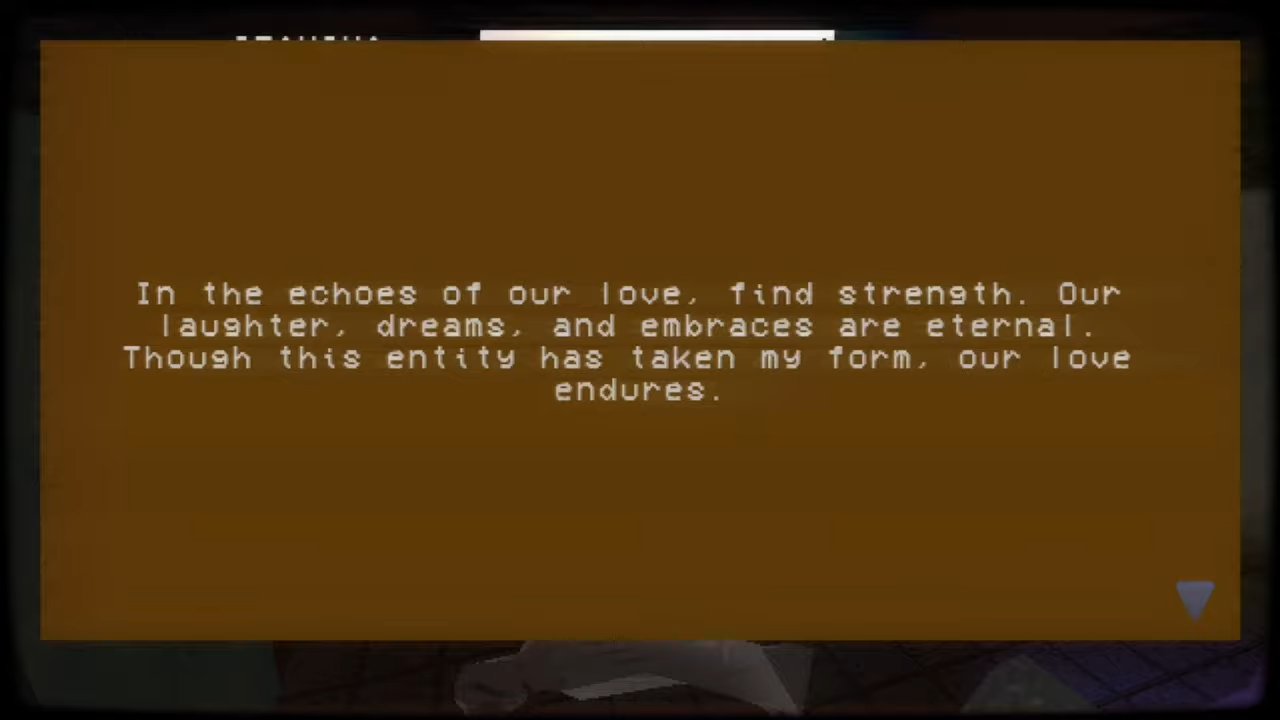 In the echoes of our love, find strength. Our
laughter, dreams, and embraces are eternal.
Though this entity has taken my form, our love
endures.